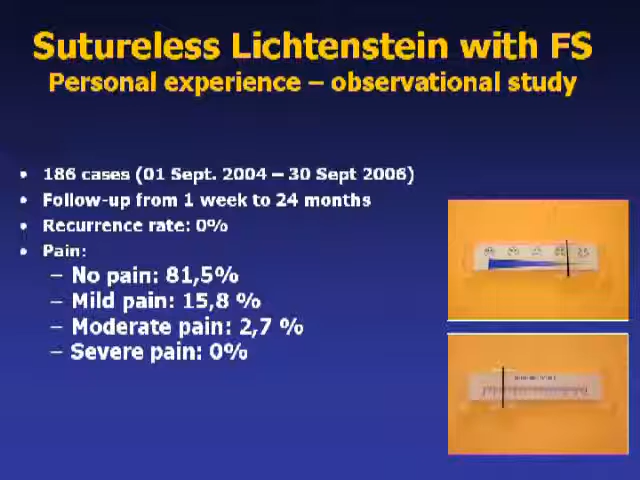 Sutureless Lichtenstein with FS
Personal experience – observational study
• 186 cases (01 Sept. 2004 – 30 Sept 2006)
• Follow-up from 1 week to 24 months
• Recurrence rate: 0%
• Pain:
– No pain: 81,5%
– Mild pain: 15,8 %
– Moderate pain: 2,7 %
– Severe pain: 0%